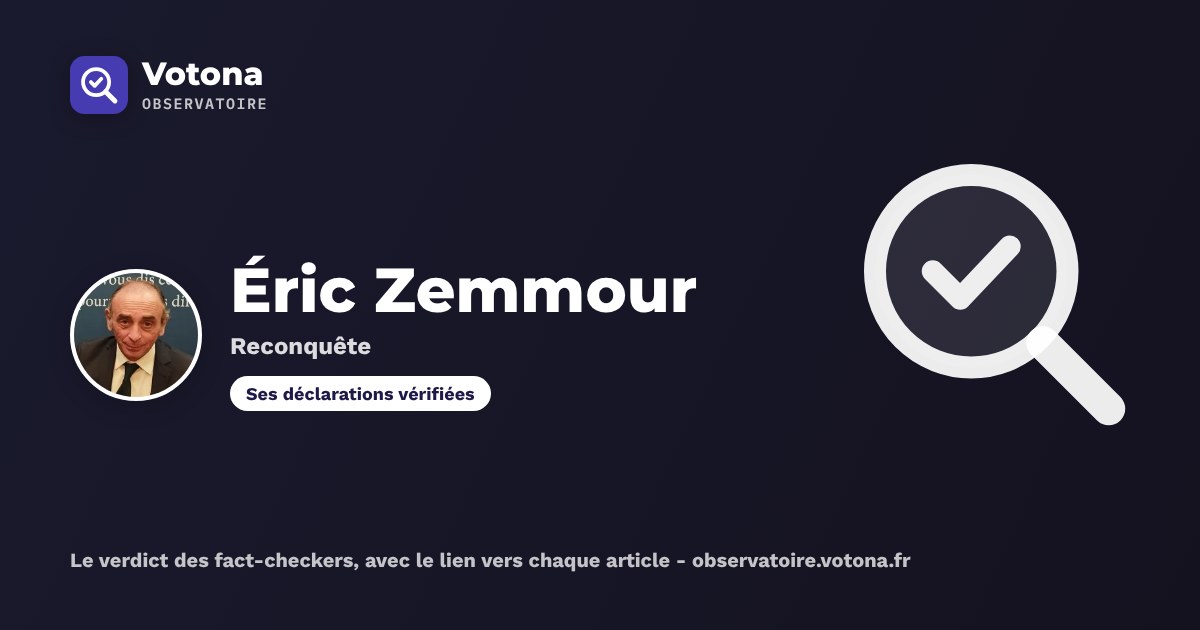 Votona
OBSERVATOIRE
Éric Zemmour
Reconquête
Ses déclarations vérifiées
Le verdict des fact-checkers, avec le lien vers chaque article - observatoire.votona.fr